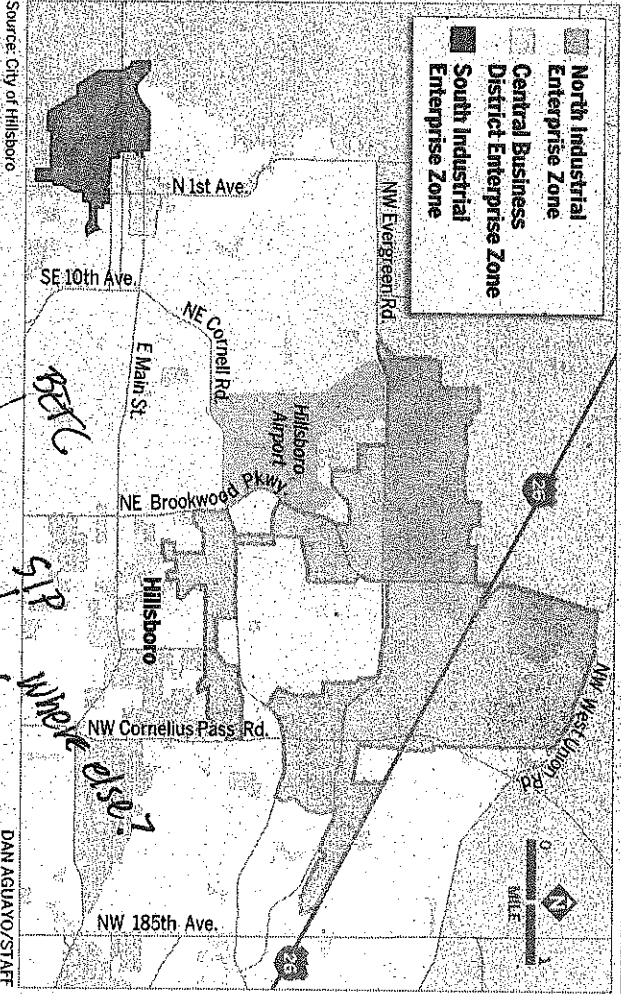 North Industrial
Enterprise Zone
Central Business
District Enterprise Zone
South Industrial
Enterprise Zone
N 1st Ave.
NW Evergreen Rd.
SE 10th Ave.
NE Cornell Rd.
E Main St.
Hillsboro
Airport
NE Brookwood Pkwy.
Hillsboro
NW Cornelius Pass Rd.
NW West Union Rd
NW 185th Ave.
26
26
N
0 1
MILE
SIP
where else?
Source: City of Hillsboro
DAN AGUAYO/STAFF